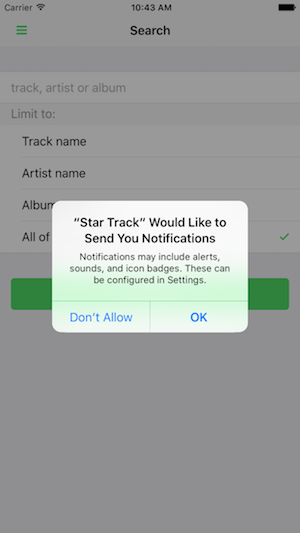 Carrier 10:43 AM
Search
track, artist or album
Limit to:
Track name
Artist name
Album
All of
“Star Track” Would Like to
Send You Notifications
Notifications may include alerts,
sounds, and icon badges. These can
be configured in Settings.
Don’t Allow OK